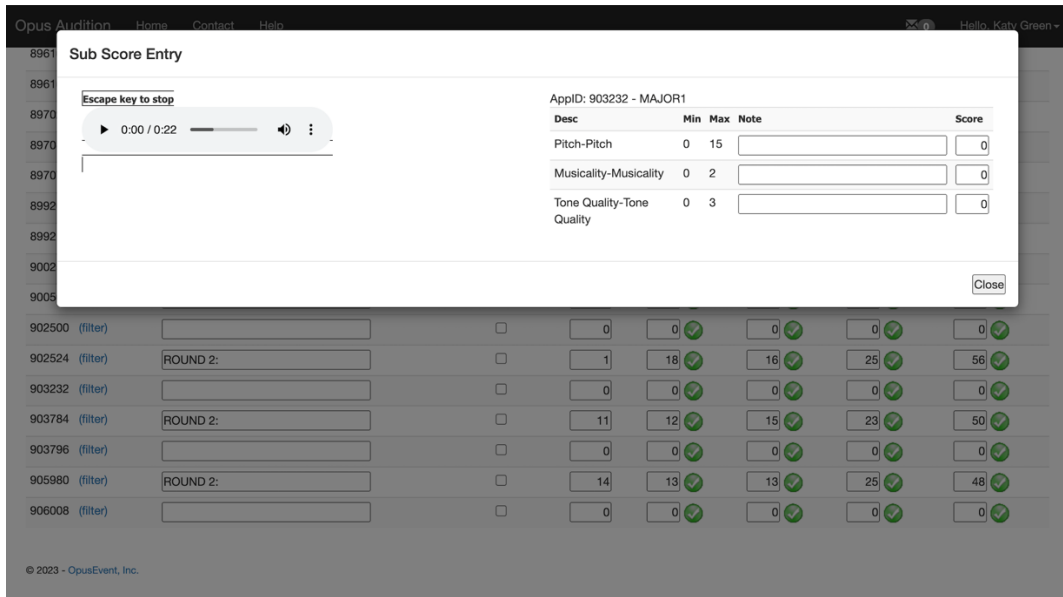 Opus Audition Home Contact Help 0 Hello, Katy Green
Sub Score Entry
Escape key to stop
0:00 / 0:22
AppID: 903232 - MAJOR1
Desc Min Max Note Score
Pitch-Pitch 0 15 0
Musicality-Musicality 0 2 0
Tone Quality-Tone 0 3 0
Quality
Close
8961
8961
8970
8970
8970
8992
8992
9002
9005
902500 (filter) 0 0 0 0 0
902524 (filter) ROUND 2: 1 18 16 25 56
903232 (filter) 0 0 0 0 0
903784 (filter) ROUND 2: 11 12 15 23 50
903796 (filter) 0 0 0 0 0
905980 (filter) ROUND 2: 14 13 13 25 48
906008 (filter) 0 0 0 0 0
© 2023 - OpusEvent, Inc.